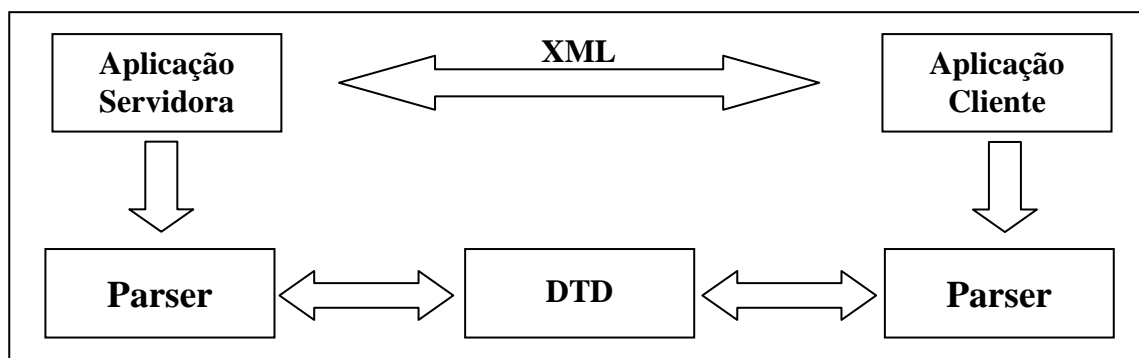 XML
Aplicação
Servidora
Aplicação
Cliente
Parser
DTD
Parser